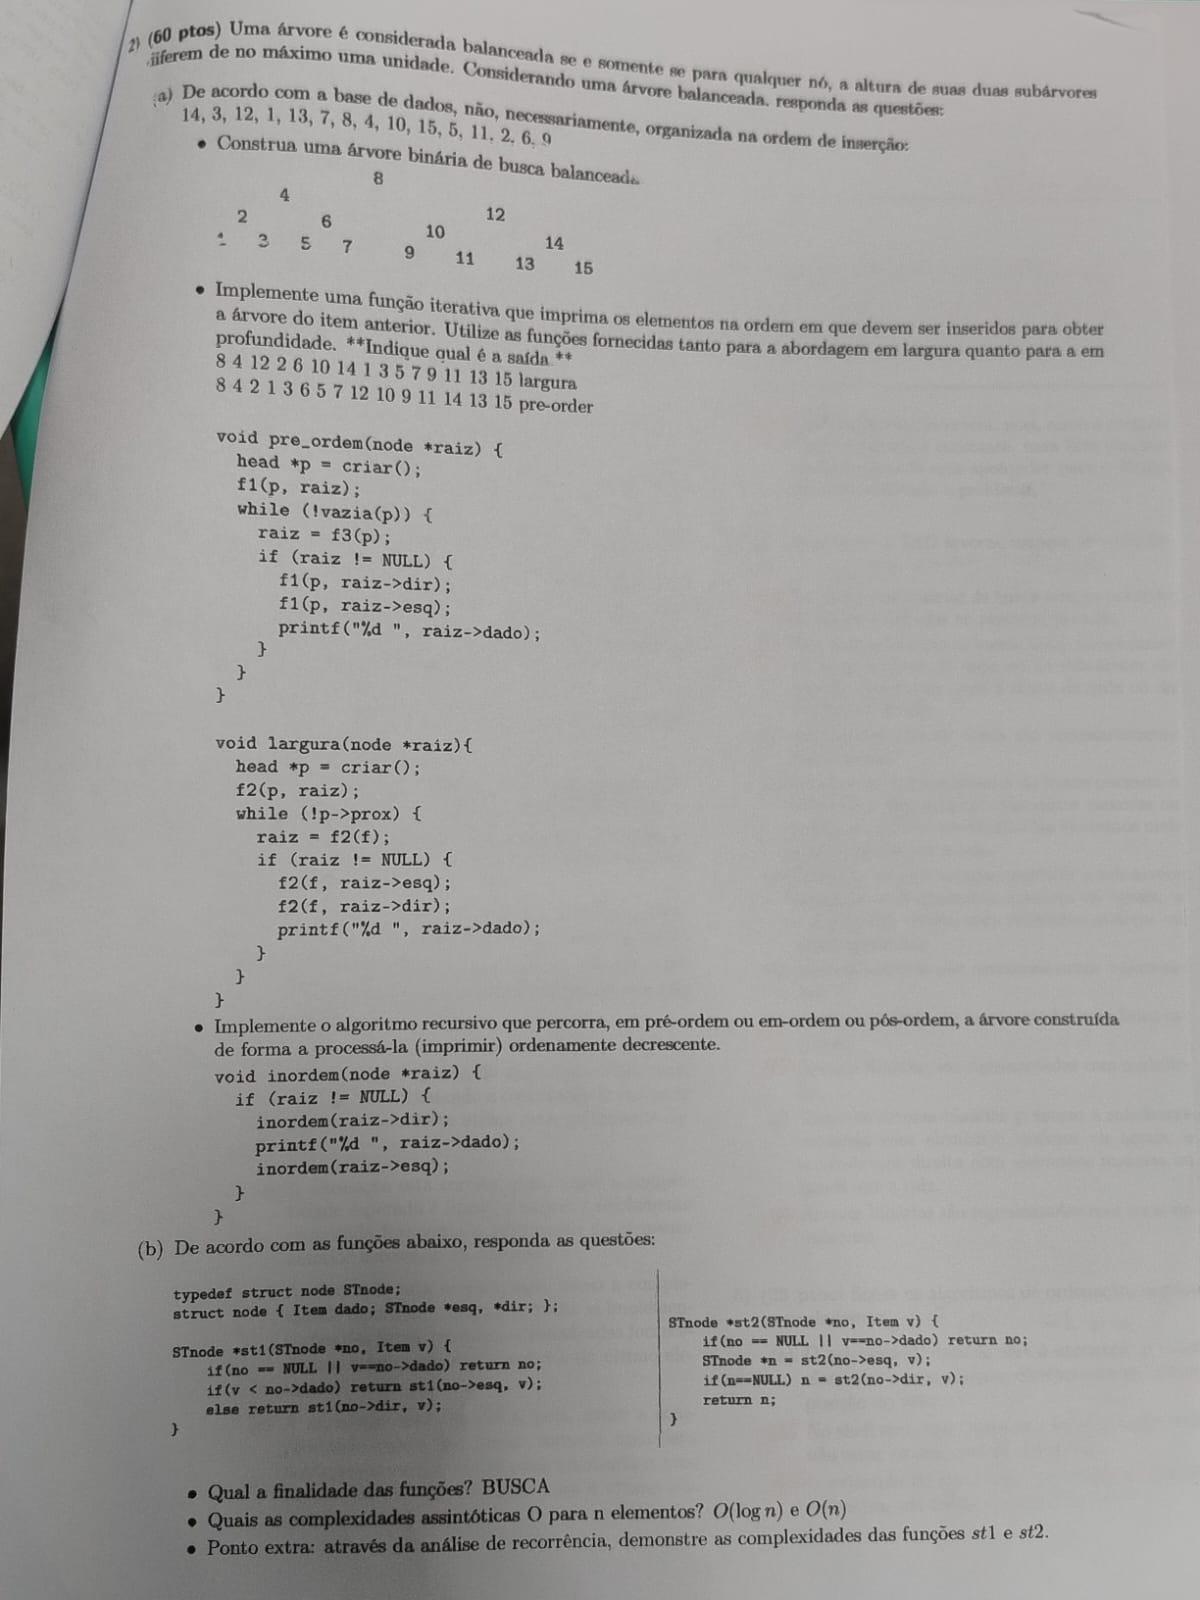 2) (60 ptos) Uma árvore é considerada balanceada se e somente se para qualquer nó, a altura de suas duas subárvores
diferem de no máximo uma unidade. Considerando uma árvore balanceada, responda as questões:
(a) De acordo com a base de dados, não, necessariamente, organizada na ordem de inserção:
14, 3, 12, 1, 13, 7, 8, 4, 10, 15, 5, 11, 2, 6, 9
• Construa uma árvore binária de busca balanceada.
8
4
12
2 6
10
14
1 3 5 7
9 11 13 15
• Implemente uma função iterativa que imprima os elementos na ordem em que devem ser inseridos para obter
a árvore do item anterior. Utilize as funções fornecidas tanto para a abordagem em largura quanto para a em
profundidade. **Indique qual é a saída **
8 4 12 2 6 10 14 1 3 5 7 9 11 13 15 largura
8 4 2 1 3 6 5 7 12 10 9 11 14 13 15 pre-order
void pre_ordem(node *raiz) {
head *p = criar();
f1(p, raiz);
while (!vazia(p)) {
raiz = f3(p);
if (raiz != NULL) {
f1(p, raiz->dir);
f1(p, raiz->esq);
printf("%d ", raiz->dado);
}
}
}
void largura(node *raiz){
head *p = criar();
f2(p, raiz);
while (!p->prox) {
raiz = f2(f);
if (raiz != NULL) {
f2(f, raiz->esq);
f2(f, raiz->dir);
printf("%d ", raiz->dado);
}
}
}
• Implemente o algoritmo recursivo que percorra, em pré-ordem ou em-ordem ou pós-ordem, a árvore construída
de forma a processá-la (imprimir) ordenamente decrescente.
void inordem(node *raiz) {
if (raiz != NULL) {
inordem(raiz->dir);
printf("%d ", raiz->dado);
inordem(raiz->esq);
}
}
(b) De acordo com as funções abaixo, responda as questões:
typedef struct node STnode;
struct node { Item dado; STnode *esq, *dir; };
STnode *st1(STnode *no, Item v) {
if(no == NULL || v==no->dado) return no;
if(v < no->dado) return st1(no->esq, v);
else return st1(no->dir, v);
}
STnode *st2(STnode *no, Item v) {
if(no == NULL || v==no->dado) return no;
STnode *n = st2(no->esq, v);
if(n==NULL) n = st2(no->dir, v);
return n;
}
• Qual a finalidade das funções? BUSCA
• Quais as complexidades assintóticas O para n elementos? O(log n) e O(n)
• Ponto extra: através da análise de recorrência, demonstre as complexidades das funções st1 e st2.